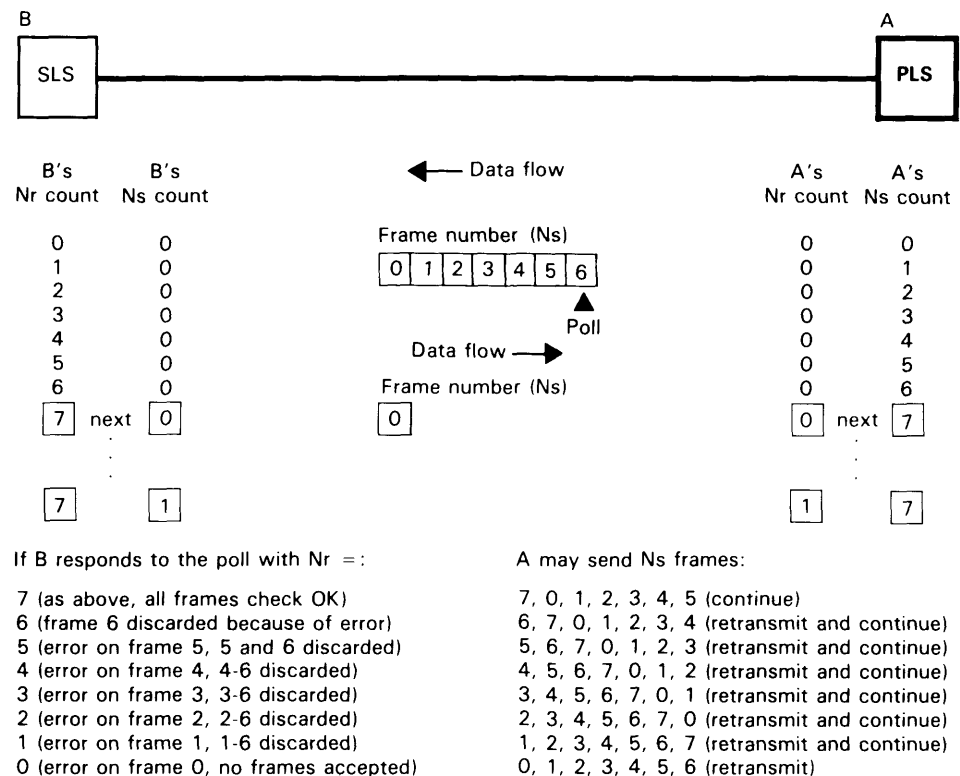 B A
SLS PLS
B's B's Data flow A's A's
Nr count Ns count Nr count Ns count
Frame number (Ns)
0 0 0 0
1 0 0 1 2 3 4 5 6 0 1
2 0 0 2
3 0 Poll 0 3
4 0 Data flow 0 4
5 0 0 5
6 0 Frame number (Ns) 0 6
7 next 0 0 0 next 7
7 1 1 7
If B responds to the poll with Nr =: A may send Ns frames:
7 (as above, all frames check OK) 7, 0, 1, 2, 3, 4, 5 (continue)
6 (frame 6 discarded because of error) 6, 7, 0, 1, 2, 3, 4 (retransmit and continue)
5 (error on frame 5, 5 and 6 discarded) 5, 6, 7, 0, 1, 2, 3 (retransmit and continue)
4 (error on frame 4, 4-6 discarded) 4, 5, 6, 7, 0, 1, 2 (retransmit and continue)
3 (error on frame 3, 3-6 discarded) 3, 4, 5, 6, 7, 0, 1 (retransmit and continue)
2 (error on frame 2, 2-6 discarded) 2, 3, 4, 5, 6, 7, 0 (retransmit and continue)
1 (error on frame 1, 1-6 discarded) 1, 2, 3, 4, 5, 6, 7 (retransmit and continue)
0 (error on frame 0, no frames accepted) 0, 1, 2, 3, 4, 5, 6 (retransmit)